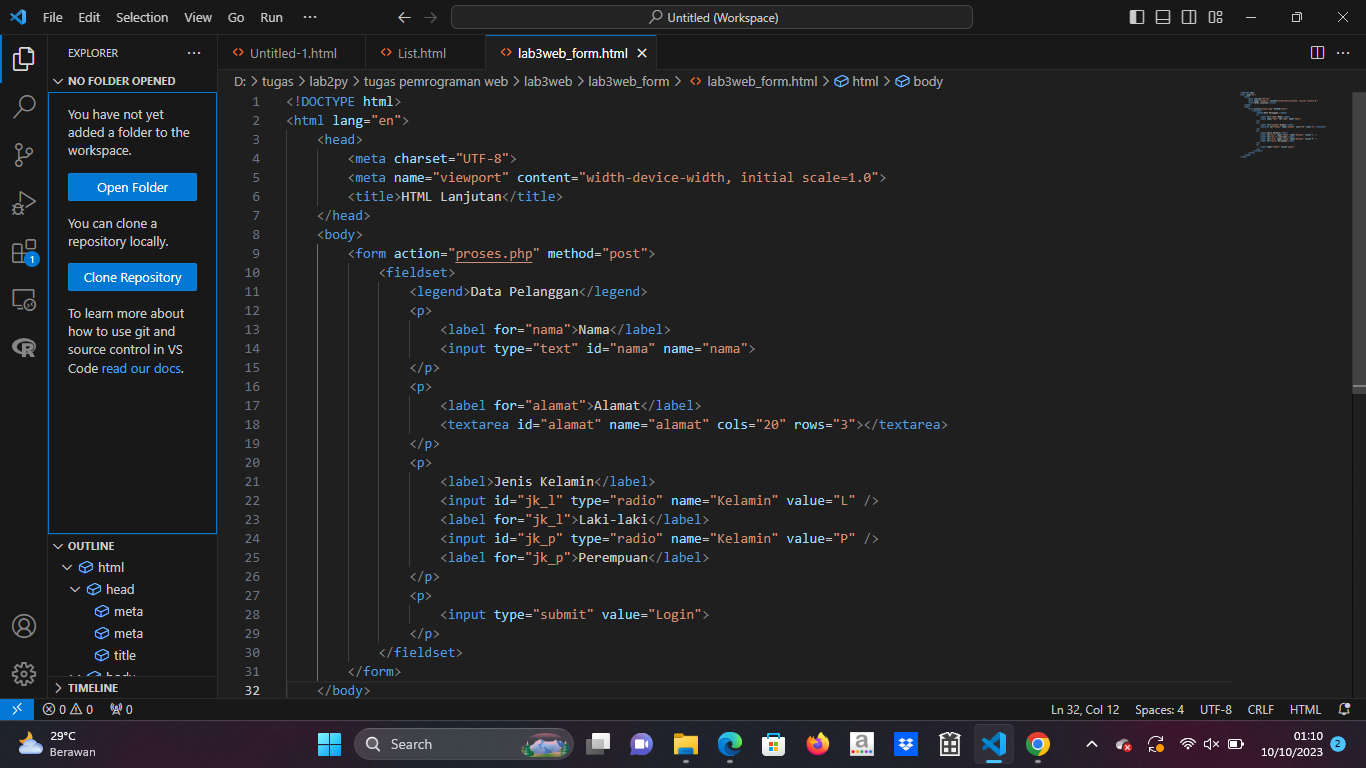 File Edit Selection View Go Run ···
Untitled (Workspace)
EXPLORER ···
NO FOLDER OPENED
You have not yet
added a folder to the
workspace.
Open Folder
You can clone a
repository locally.
Clone Repository
To learn more about
how to use git and
source control in VS
Code read our docs.
OUTLINE
html
head
meta
meta
title
body
TIMELINE
1
Untitled-1.html List.html lab3web_form.html
D: > tugas > lab2py > tugas pemrograman web > lab3web > lab3web_form > lab3web_form.html > html > body
1 <!DOCTYPE html>
2 <html lang="en">
3 <head>
4 <meta charset="UTF-8">
5 <meta name="viewport" content="width-device-width, initial scale=1.0">
6 <title>HTML Lanjutan</title>
7 </head>
8 <body>
9 <form action="proses.php" method="post">
10 <fieldset>
11 <legend>Data Pelanggan</legend>
12 <p>
13 <label for="nama">Nama</label>
14 <input type="text" id="nama" name="nama">
15 </p>
16 <p>
17 <label for="alamat">Alamat</label>
18 <textarea id="alamat" name="alamat" cols="20" rows="3"></textarea>
19 </p>
20 <p>
21 <label>Jenis Kelamin</label>
22 <input id="jk_l" type="radio" name="Kelamin" value="L" />
23 <label for="jk_l">Laki-laki</label>
24 <input id="jk_p" type="radio" name="Kelamin" value="P" />
25 <label for="jk_p">Perempuan</label>
26 </p>
27 <p>
28 <input type="submit" value="Login">
29 </p>
30 </fieldset>
31 </form>
32 </body>
0 0 0 Ln 32, Col 12 Spaces: 4 UTF-8 CRLF HTML
29°C
Berawan
Search
a
amazon
R
01:10
10/10/2023
2